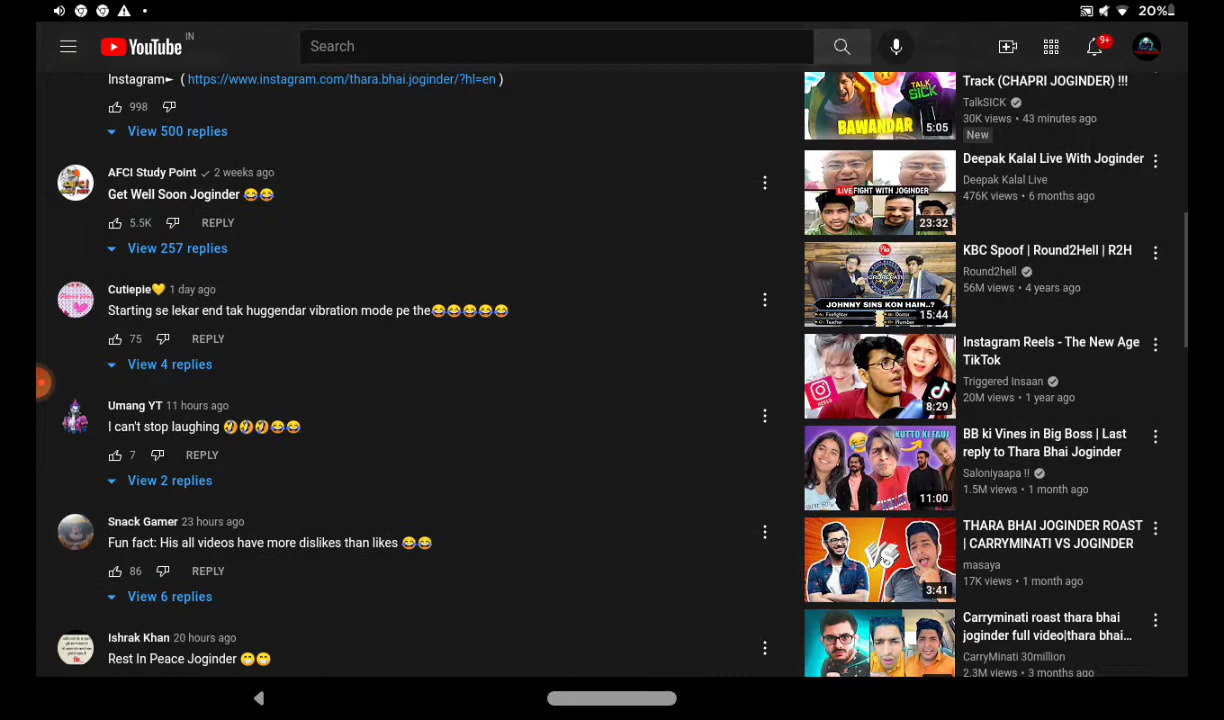 20%
YouTube IN
Search
9+
Instagram► ( https://www.instagram.com/thara.bhai.joginder/?hl=en )
998
View 500 replies
AFCI Study Point 2 weeks ago
Get Well Soon Joginder 😂😂
5.5K REPLY
View 257 replies
Cutiepie💛 1 day ago
Starting se lekar end tak huggendar vibration mode pe the😂😂😂😂😂
75 REPLY
View 4 replies
Umang YT 11 hours ago
I can't stop laughing 🤣🤣🤣😂😂
7 REPLY
View 2 replies
Snack Gamer 23 hours ago
Fun fact: His all videos have more dislikes than likes 😂😂
86 REPLY
View 6 replies
Ishrak Khan 20 hours ago
Rest In Peace Joginder 😁😁
TALK SICK
BAWANDAR
5:05
Track (CHAPRI JOGINDER) !!!
TalkSICK
30K views • 43 minutes ago
New
LIVE FIGHT WITH JOGINDER
23:32
Deepak Kalal Live With Joginder
Deepak Kalal Live
476K views • 6 months ago
JOHNNY SINS KON HAIN..?
A: Firefighter
B: Doctor
C: Teacher
D: Plumber
15:44
KBC Spoof | Round2Hell | R2H
Round2hell
56M views • 4 years ago
REELS
8:29
Instagram Reels - The New Age
TikTok
Triggered Insaan
20M views • 1 year ago
KUTTO KI FAUJ
11:00
BB ki Vines in Big Boss | Last
reply to Thara Bhai Joginder
Saloniyaapa !!
1.5M views • 1 month ago
VS
3:41
THARA BHAI JOGINDER ROAST
| CARRYMINATI VS JOGINDER
masaya
17K views • 1 month ago
Carryminati roast thara bhai
joginder full video|thara bhai…
CarryMinati 30million
2.3M views • 3 months ago